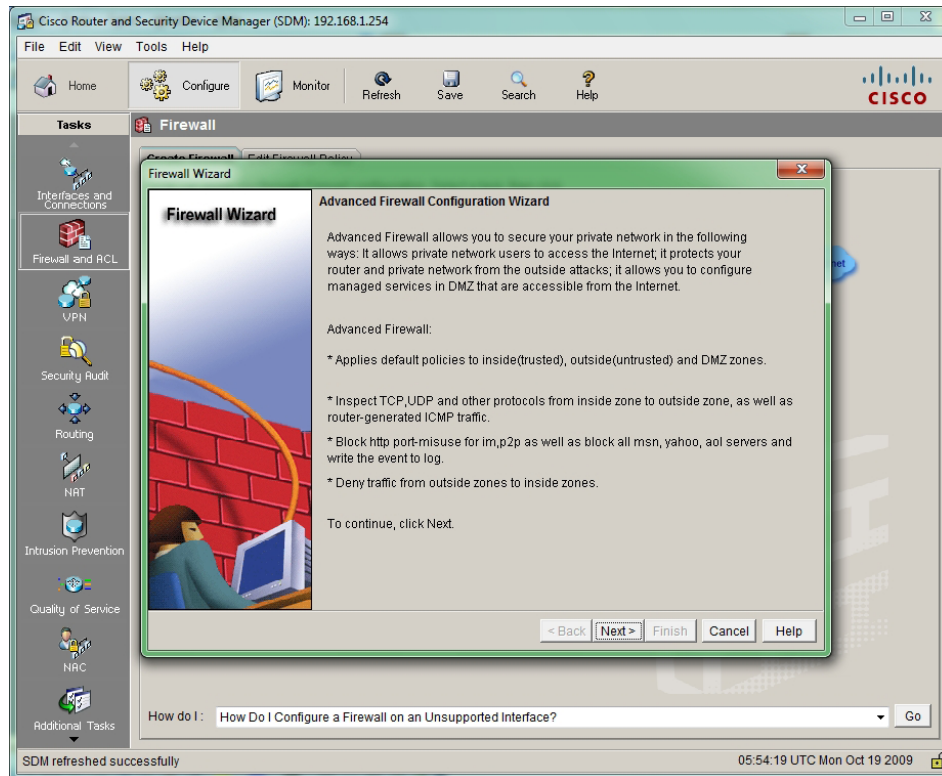 Cisco Router and Security Device Manager (SDM): 192.168.1.254
File Edit View Tools Help
Home
Configure
Monitor
Refresh
Save
Search
Help
CISCO
Tasks
Firewall
Create Firewall
Edit Firewall Policy
Interfaces and
Connections
Firewall and ACL
VPN
Security Audit
Routing
NAT
Intrusion Prevention
Quality of Service
NAC
Additional Tasks
Firewall Wizard
Firewall Wizard
Advanced Firewall Configuration Wizard
Advanced Firewall allows you to secure your private network in the following
ways: It allows private network users to access the Internet; it protects your
router and private network from the outside attacks; it allows you to configure
managed services in DMZ that are accessible from the Internet.
Advanced Firewall:
* Applies default policies to inside(trusted), outside(untrusted) and DMZ zones.
* Inspect TCP,UDP and other protocols from inside zone to outside zone, as well as
router-generated ICMP traffic.
* Block http port-misuse for im,p2p as well as block all msn, yahoo, aol servers and
write the event to log.
* Deny traffic from outside zones to inside zones.
To continue, click Next.
< Back
Next >
Finish
Cancel
Help
net
How do I :
How Do I Configure a Firewall on an Unsupported Interface?
Go
SDM refreshed successfully
05:54:19 UTC Mon Oct 19 2009